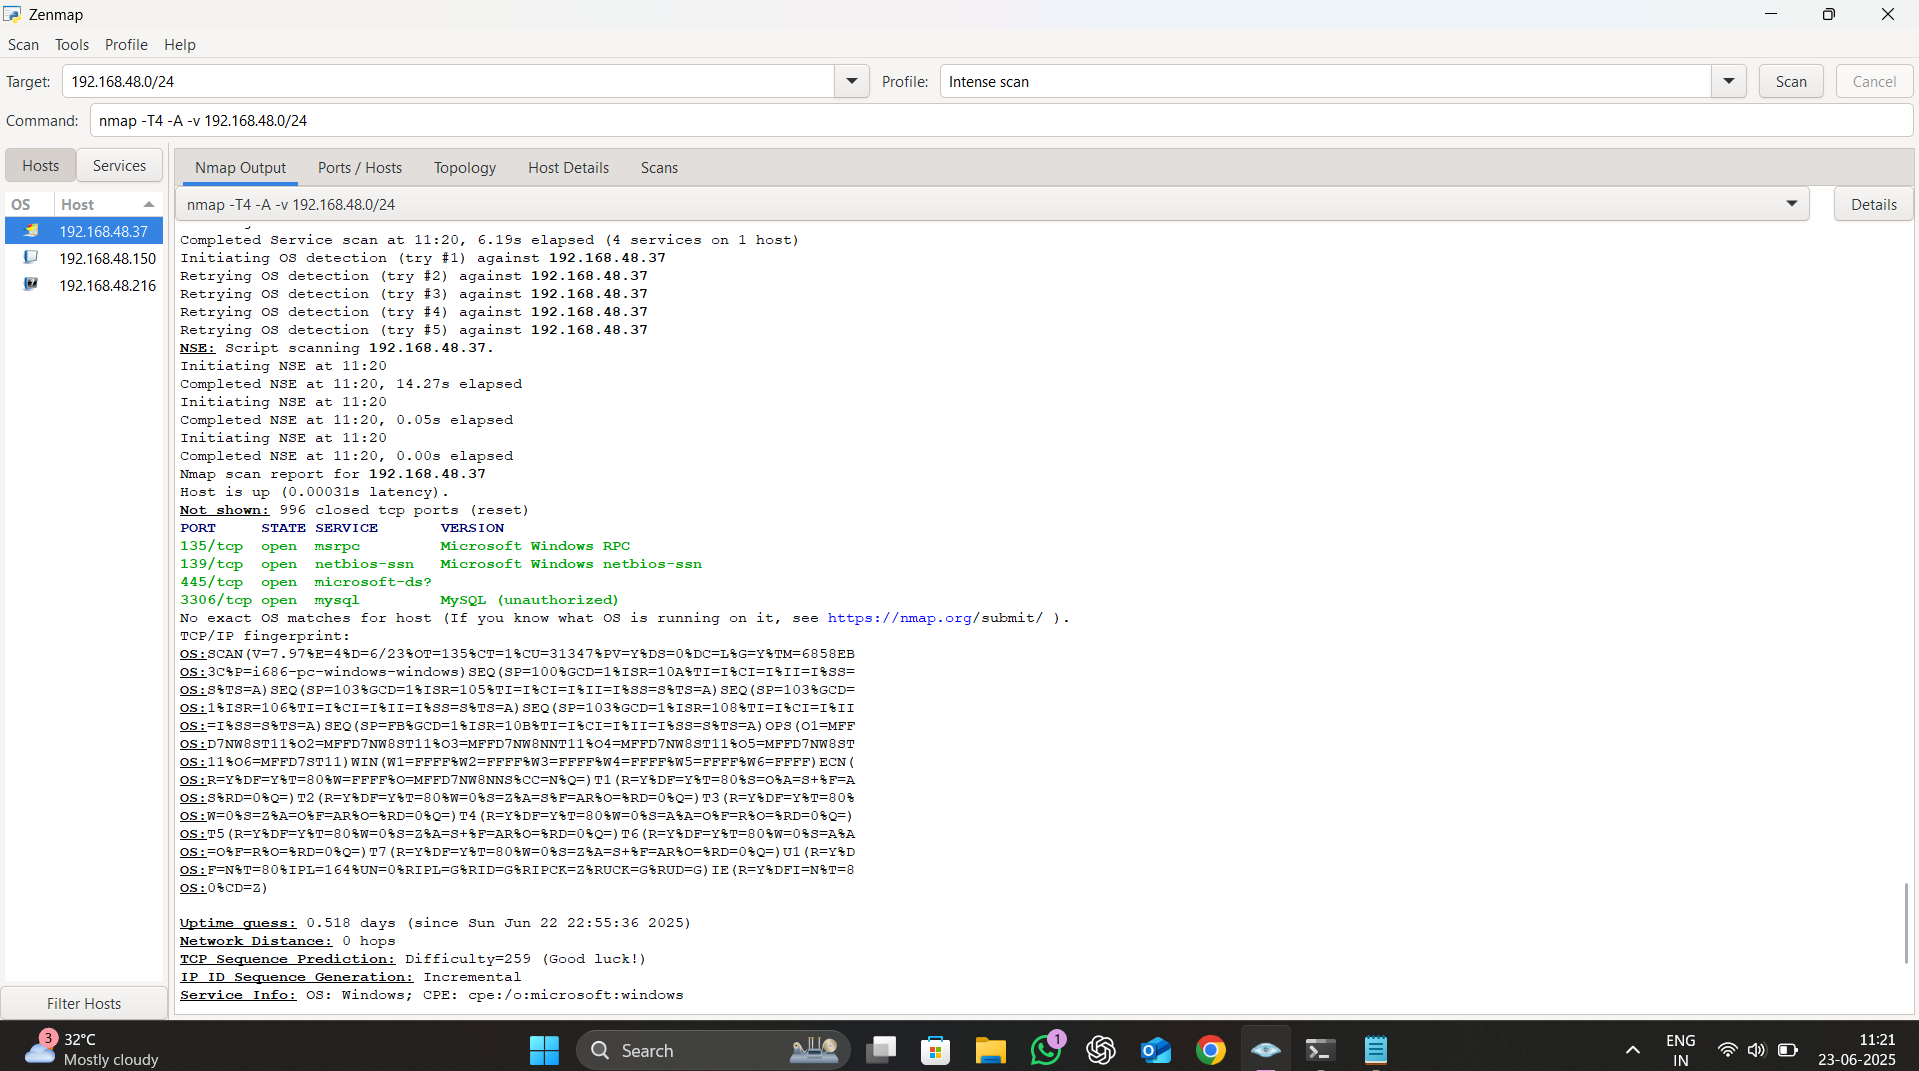 Zenmap
Scan Tools Profile Help
Target: 192.168.48.0/24 Profile: Intense scan Scan Cancel
Command: nmap -T4 -A -v 192.168.48.0/24
Hosts Services
Nmap Output Ports / Hosts Topology Host Details Scans
OS Host
nmap -T4 -A -v 192.168.48.0/24 Details
192.168.48.37
192.168.48.150
192.168.48.216
Completed Service scan at 11:20, 6.19s elapsed (4 services on 1 host)
Initiating OS detection (try #1) against 192.168.48.37
Retrying OS detection (try #2) against 192.168.48.37
Retrying OS detection (try #3) against 192.168.48.37
Retrying OS detection (try #4) against 192.168.48.37
Retrying OS detection (try #5) against 192.168.48.37
NSE: Script scanning 192.168.48.37.
Initiating NSE at 11:20
Completed NSE at 11:20, 14.27s elapsed
Initiating NSE at 11:20
Completed NSE at 11:20, 0.05s elapsed
Initiating NSE at 11:20
Completed NSE at 11:20, 0.00s elapsed
Nmap scan report for 192.168.48.37
Host is up (0.00031s latency).
Not shown: 996 closed tcp ports (reset)
PORT STATE SERVICE VERSION
135/tcp open msrpc Microsoft Windows RPC
139/tcp open netbios-ssn Microsoft Windows netbios-ssn
445/tcp open microsoft-ds?
3306/tcp open mysql MySQL (unauthorized)
No exact OS matches for host (If you know what OS is running on it, see https://nmap.org/submit/ ).
TCP/IP fingerprint:
OS:SCAN(V=7.97%E=4%D=6/23%OT=135%CT=1%CU=31347%PV=Y%DS=0%DC=L%G=Y%TM=6858EB
OS:3C%P=i686-pc-windows-windows)SEQ(SP=100%GCD=1%ISR=10A%TI=I%CI=I%II=I%SS=
OS:S%TS=A)SEQ(SP=103%GCD=1%ISR=105%TI=I%CI=I%II=I%SS=S%TS=A)SEQ(SP=103%GCD=
OS:1%ISR=106%TI=I%CI=I%II=I%SS=S%TS=A)SEQ(SP=103%GCD=1%ISR=108%TI=I%CI=I%II
OS:=I%SS=S%TS=A)SEQ(SP=FB%GCD=1%ISR=10B%TI=I%CI=I%II=I%SS=S%TS=A)OPS(O1=MFF
OS:D7NW8ST11%O2=MFFD7NW8ST11%O3=MFFD7NW8NNT11%O4=MFFD7NW8ST11%O5=MFFD7NW8ST
OS:11%O6=MFFD7ST11)WIN(W1=FFFF%W2=FFFF%W3=FFFF%W4=FFFF%W5=FFFF%W6=FFFF)ECN(
OS:R=Y%DF=Y%T=80%W=FFFF%O=MFFD7NW8NNS%CC=N%Q=)T1(R=Y%DF=Y%T=80%S=O%A=S+%F=A
OS:S%RD=0%Q=)T2(R=Y%DF=Y%T=80%W=0%S=Z%A=S%F=AR%O=%RD=0%Q=)T3(R=Y%DF=Y%T=80%
OS:W=0%S=Z%A=O%F=AR%O=%RD=0%Q=)T4(R=Y%DF=Y%T=80%W=0%S=A%A=O%F=R%O=%RD=0%Q=)
OS:T5(R=Y%DF=Y%T=80%W=0%S=Z%A=S+%F=AR%O=%RD=0%Q=)T6(R=Y%DF=Y%T=80%W=0%S=A%A
OS:=O%F=R%O=%RD=0%Q=)T7(R=Y%DF=Y%T=80%W=0%S=Z%A=S+%F=AR%O=%RD=0%Q=)U1(R=Y%D
OS:F=N%T=80%IPL=164%UN=0%RIPL=G%RID=G%RIPCK=Z%RUCK=G%RUD=G)IE(R=Y%DFI=N%T=8
OS:0%CD=Z)
Uptime guess: 0.518 days (since Sun Jun 22 22:55:36 2025)
Network Distance: 0 hops
TCP Sequence Prediction: Difficulty=259 (Good luck!)
IP ID Sequence Generation: Incremental
Service Info: OS: Windows; CPE: cpe:/o:microsoft:windows
Filter Hosts
3
32°C
Mostly cloudy
Search
1
ENG
IN
11:21
23-06-2025